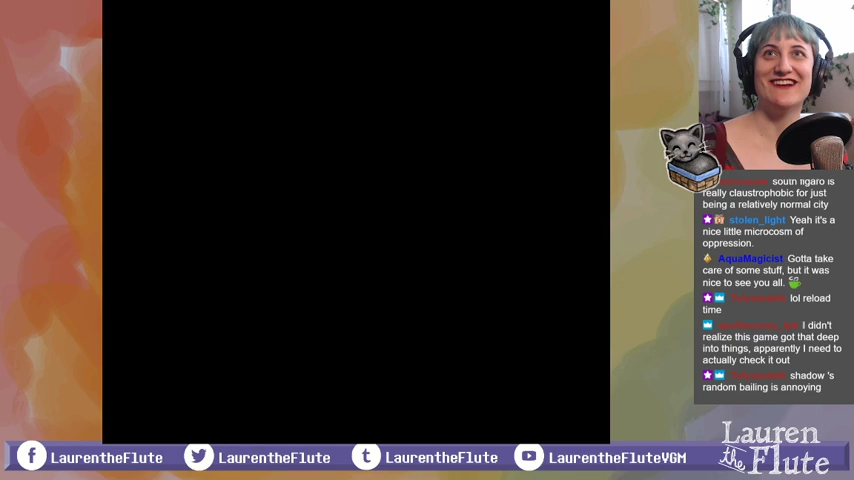 south figaro is
really claustrophobic for just
being a relatively normal city
stolen_light Yeah it's a
nice little microcosm of
oppression.
AquaMagicist Gotta take
care of some stuff, but it was
nice to see you all.
lol reload
time
I didn't
realize this game got that deep
into things, apparently I need to
actually check it out
shadow 's
random bailing is annoying
Lauren
the Flute
LaurentheFlute
LaurentheFlute
LaurentheFlute
LaurentheFluteVGM